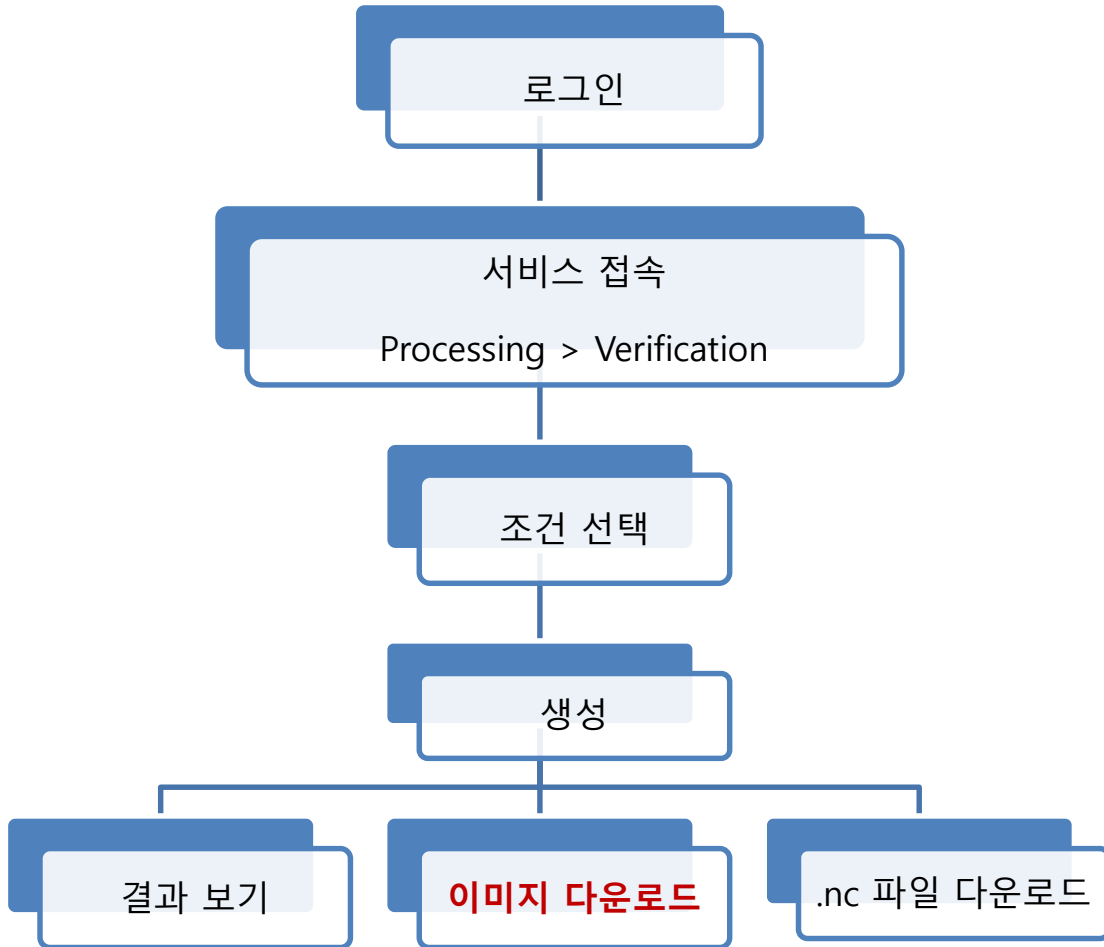 로그인
서비스 접속
Processing > Verification
조건 선택
생성
결과 보기
이미지 다운로드
.nc 파일 다운로드